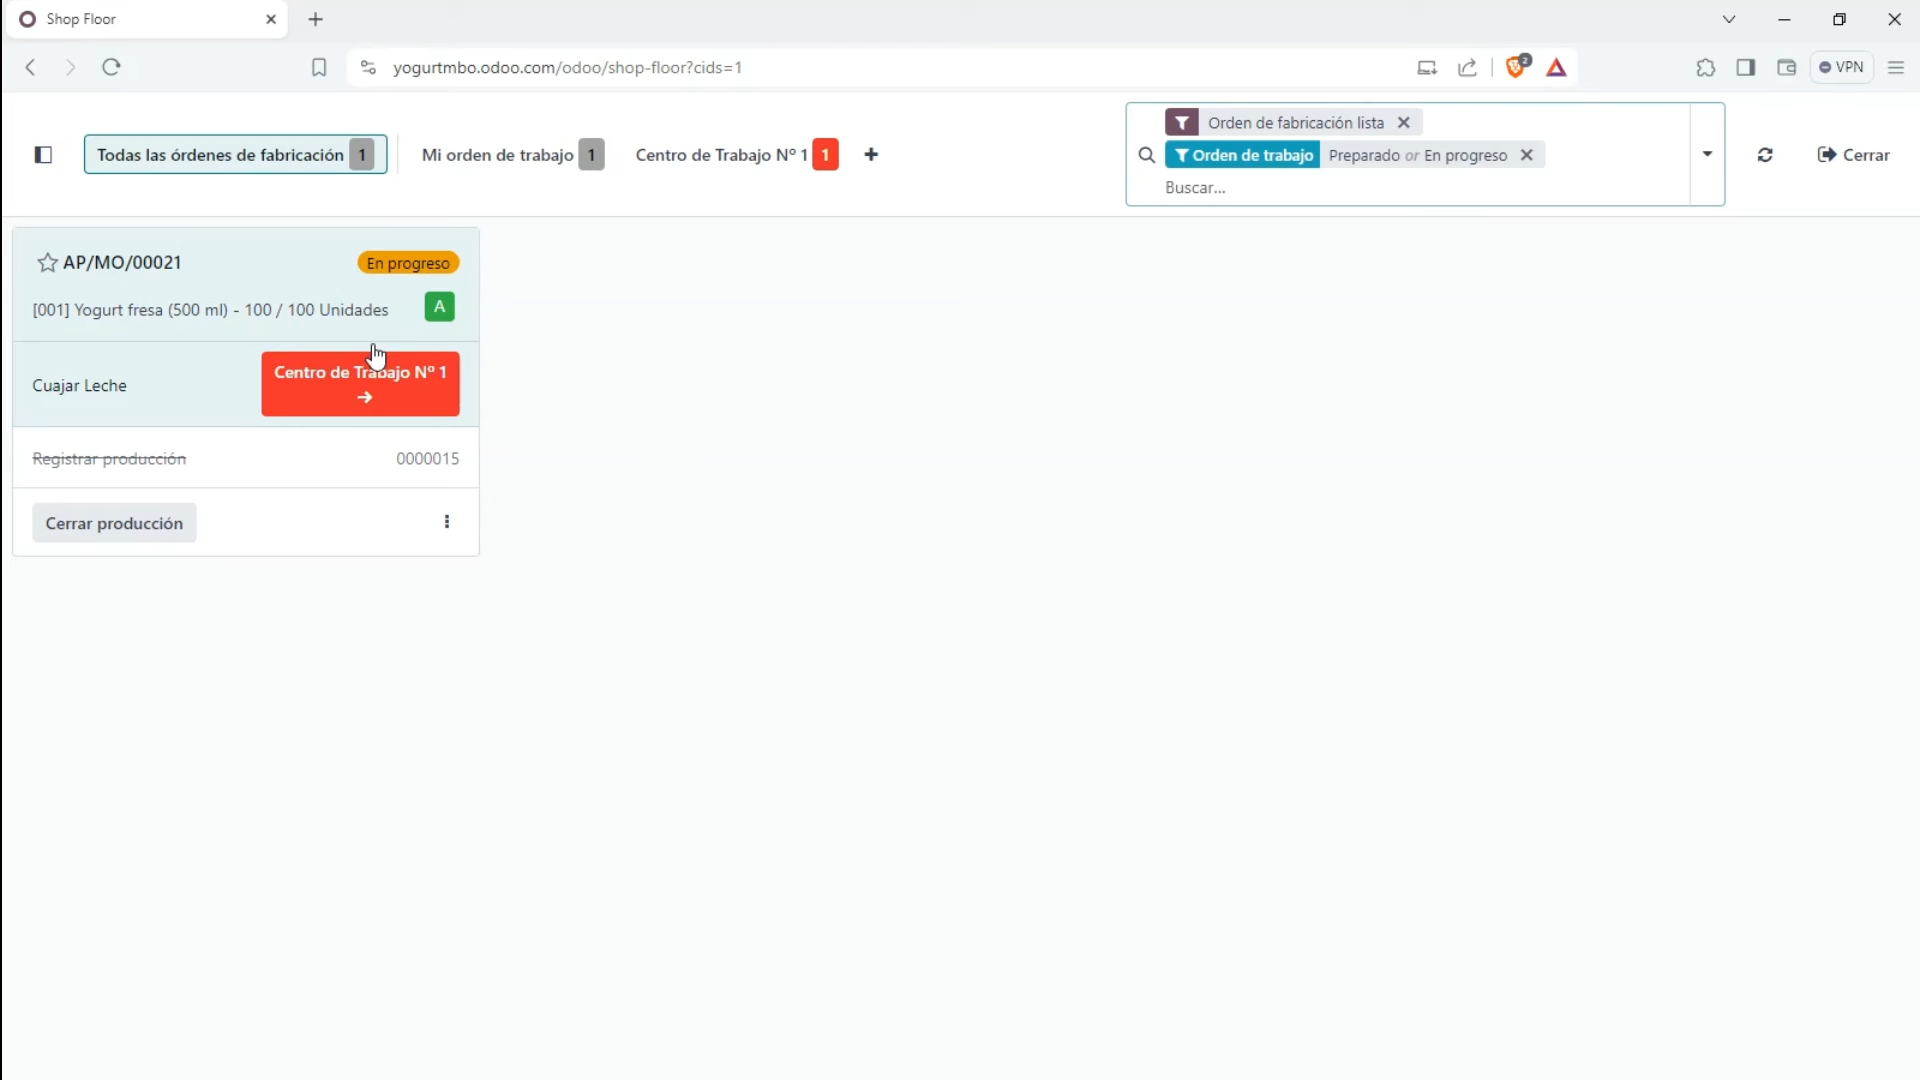 Shop Floor
yogurtmbo.odoo.com/odoo/shop-floor?cids=1
2
VPN
Todas las órdenes de fabricación 1
Mi orden de trabajo 1
Centro de Trabajo Nº 1 1
Orden de fabricación lista
Orden de trabajo Preparado or En progreso
Buscar...
Cerrar
AP/MO/00021
En progreso
[001] Yogurt fresa (500 ml) - 100 / 100 Unidades
A
Cuajar Leche
Centro de Trabajo Nº 1
Registrar producción
0000015
Cerrar producción